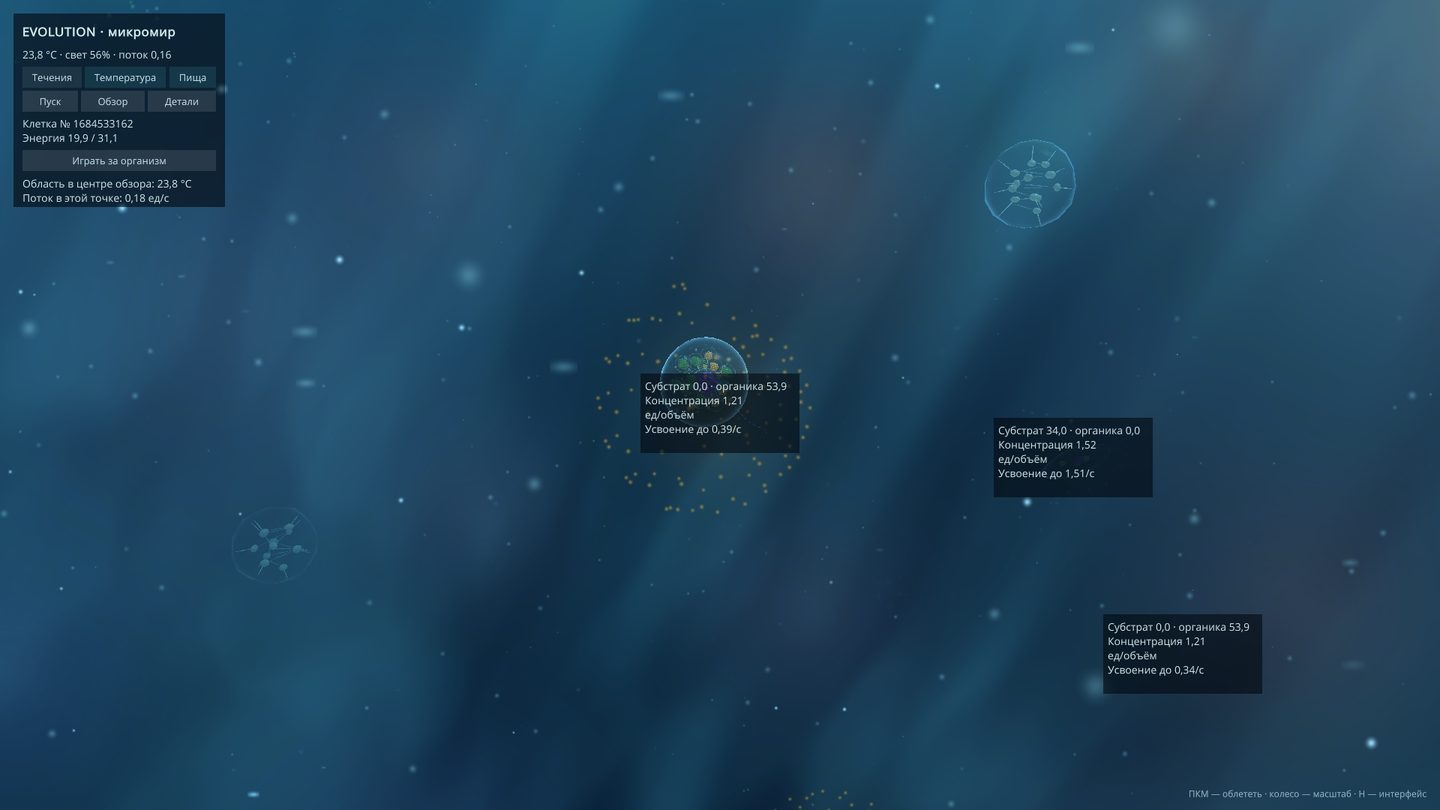 EVOLUTION · микромир
23,8 °C · свет 56% · поток 0,16
Течения Температура Пища
Пуск Обзор Детали
Клетка № 1684533162
Энергия 19,9 / 31,1
Играть за организм
Область в центре обзора: 23,8 °C
Поток в этой точке: 0,18 ед/с
Субстрат 0,0 · органика 53,9
Концентрация 1,21
ед/объём
Усвоение до 0,39/с
Субстрат 34,0 · органика 0,0
Концентрация 1,52
ед/объём
Усвоение до 1,51/с
Субстрат 0,0 · органика 53,9
Концентрация 1,21
ед/объём
Усвоение до 0,34/с
ПКМ — облететь · колесо — масштаб · H — интерфейс